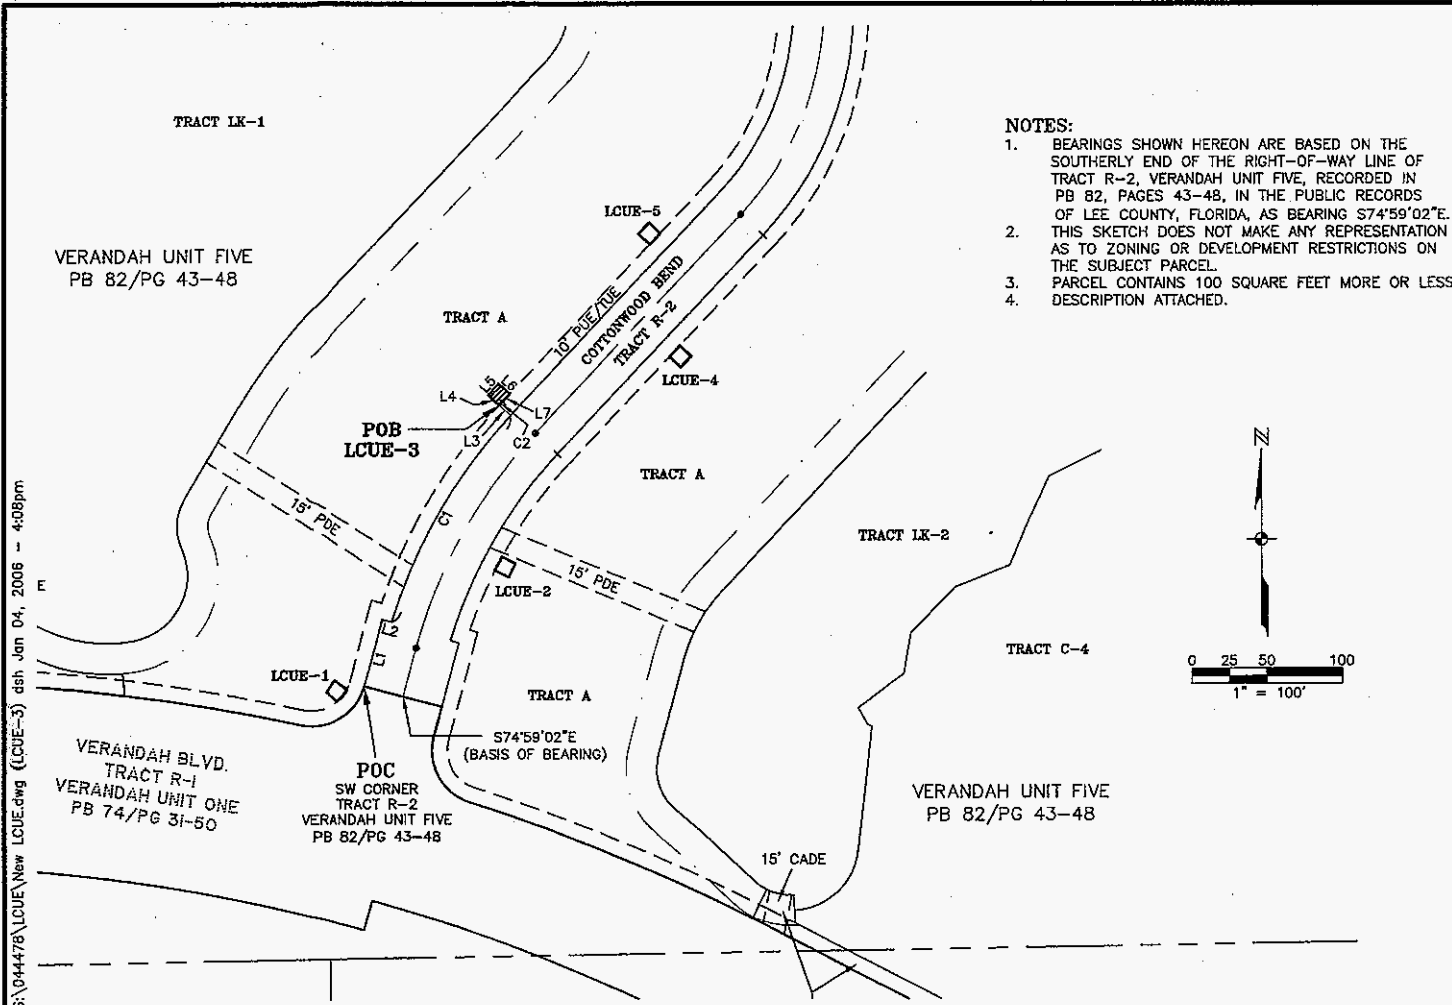 TRACT LK-1
VERANDAH UNIT FIVE
PB 82/PG 43-48
NOTES:
1. BEARINGS SHOWN HEREON ARE BASED ON THE
SOUTHERLY END OF THE RIGHT-OF-WAY LINE OF
TRACT R-2, VERANDAH UNIT FIVE, RECORDED IN
PB 82, PAGES 43-48, IN THE PUBLIC RECORDS
OF LEE COUNTY, FLORIDA, AS BEARING S74°59'02"E.
2. THIS SKETCH DOES NOT MAKE ANY REPRESENTATION
AS TO ZONING OR DEVELOPMENT RESTRICTIONS ON
THE SUBJECT PARCEL.
3. PARCEL CONTAINS 100 SQUARE FEET MORE OR LESS
4. DESCRIPTION ATTACHED.
LCUE-5
TRACT A
10' PUE/TUE
COTTONWOOD BEND
TRACT R-2
LCUE-4
L5
L6
L4
L7
POB
LCUE-3
L3
C2
TRACT A
C1
15' PDE
TRACT LK-2
N
15' PDE
LCUE-2
E
L2
L1
TRACT C-4
0 25 50 100
1" = 100'
LCUE-1
TRACT A
S74°59'02"E
(BASIS OF BEARING)
VERANDAH BLVD.
TRACT R-1
VERANDAH UNIT ONE
PB 74/PG 31-50
POC
SW CORNER
TRACT R-2
VERANDAH UNIT FIVE
PB 82/PG 43-48
VERANDAH UNIT FIVE
PB 82/PG 43-48
15' CADE
S:\044478\LCUE\New LCUE.dwg (LCUE-3) dsh Jan 04, 2006 - 4:08pm